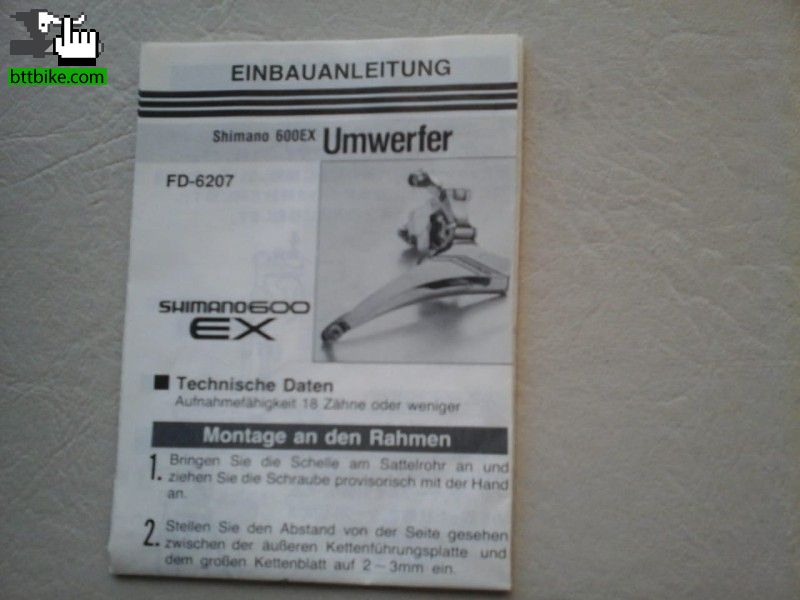 bttbike.com
EINBAUANLEITUNG
Shimano 600EX Umwerfer
FD-6207
SHIMANO 600
EX
■ Technische Daten
Aufnahmefähigkeit 18 Zähne oder weniger
Montage an den Rahmen
1. Bringen Sie die Schelle am Sattelrohr an und
ziehen Sie die Schraube provisorisch mit der Hand
an.
2. Stellen Sie den Abstand von der Seite gesehen
zwischen der äußeren Kettenführungsplatte und
dem großen Kettenblatt auf 2–3mm ein.